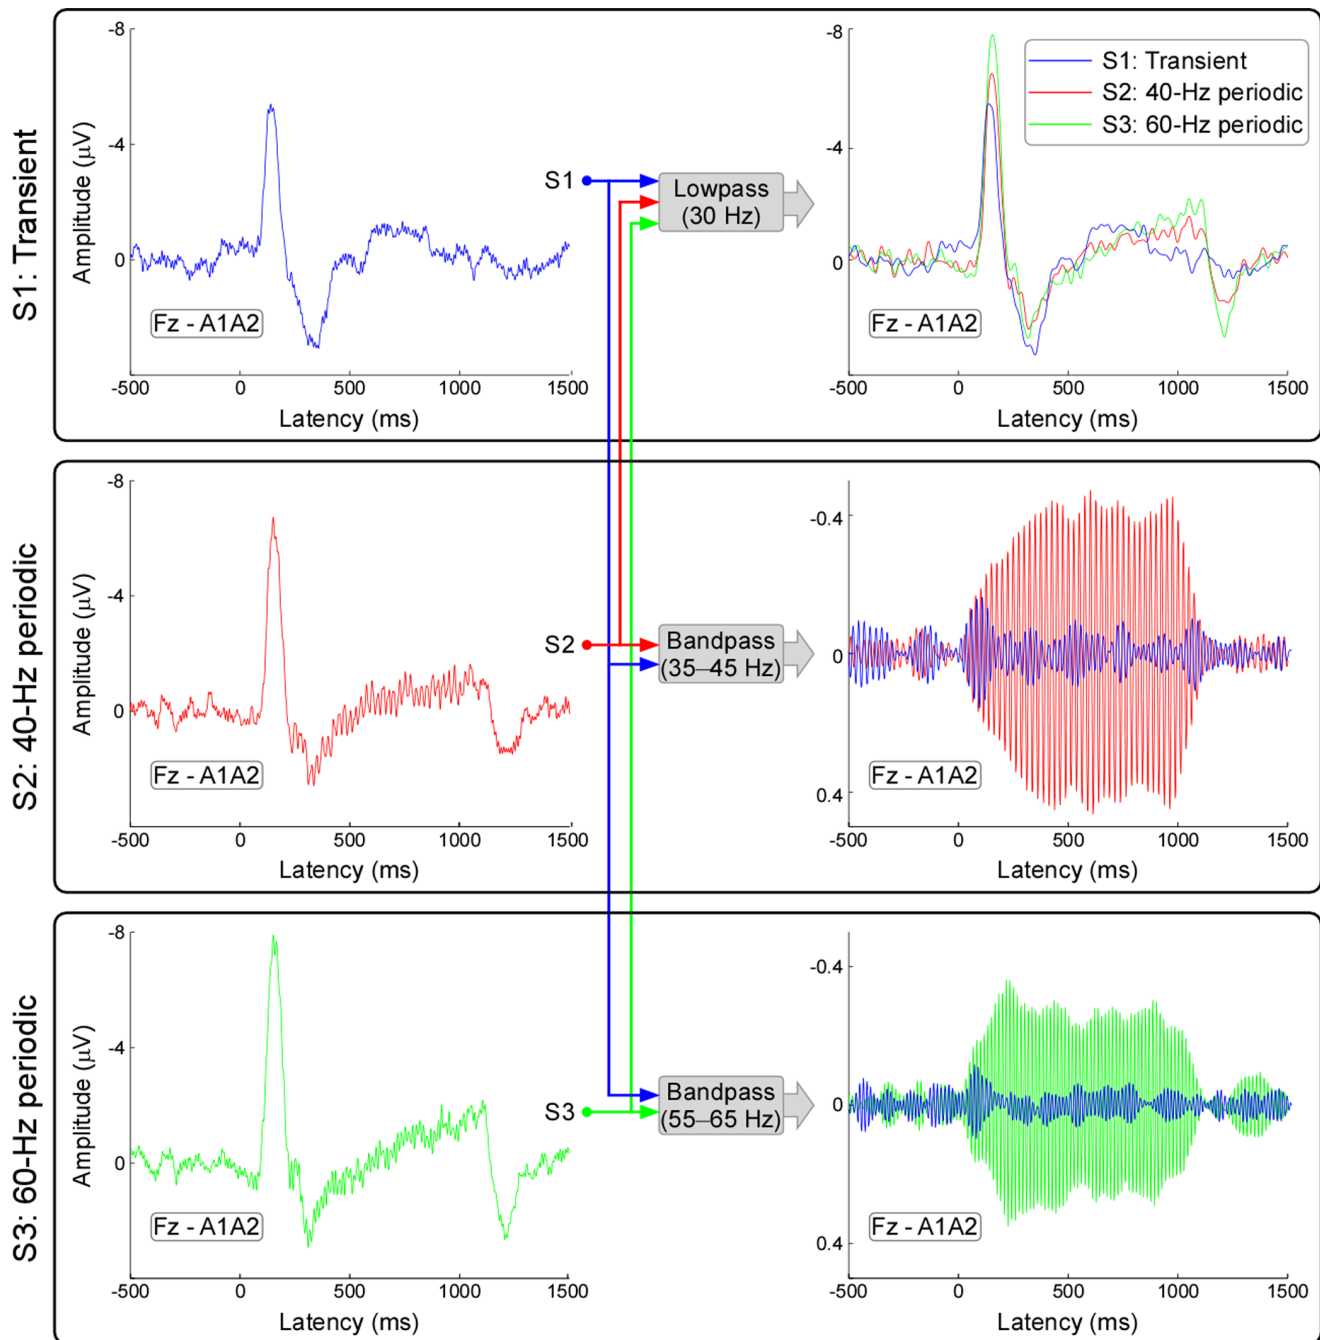 S1: Transient
Amplitude (μV)
-8
-4
0
Fz - A1A2
-500
0
500
1000
1500
Latency (ms)
S1
Lowpass
(30 Hz)
-8
-4
0
S1: Transient
S2: 40-Hz periodic
S3: 60-Hz periodic
Fz - A1A2
-500
0
500
1000
1500
Latency (ms)
S2: 40-Hz periodic
Amplitude (μV)
-8
-4
0
Fz - A1A2
-500
0
500
1000
1500
Latency (ms)
S2
Bandpass
(35–45 Hz)
-0.4
0
0.4
Fz - A1A2
-500
0
500
1000
1500
Latency (ms)
S3: 60-Hz periodic
Amplitude (μV)
-8
-4
0
Fz - A1A2
-500
0
500
1000
1500
Latency (ms)
S3
Bandpass
(55–65 Hz)
-0.4
0
0.4
Fz - A1A2
-500
0
500
1000
1500
Latency (ms)